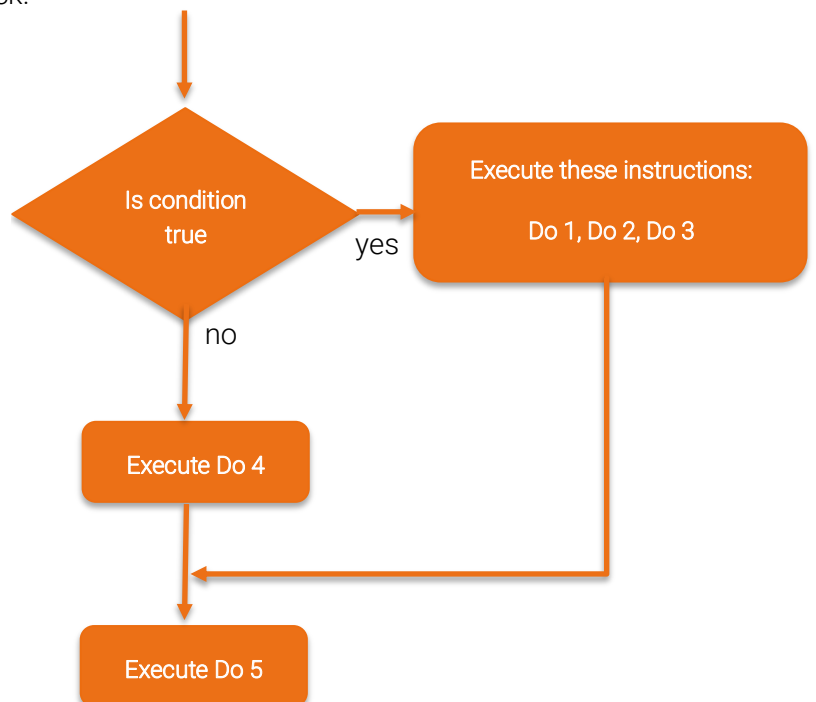 Is condition
true
yes
Execute these instructions:
Do 1, Do 2, Do 3
no
Execute Do 4
Execute Do 5